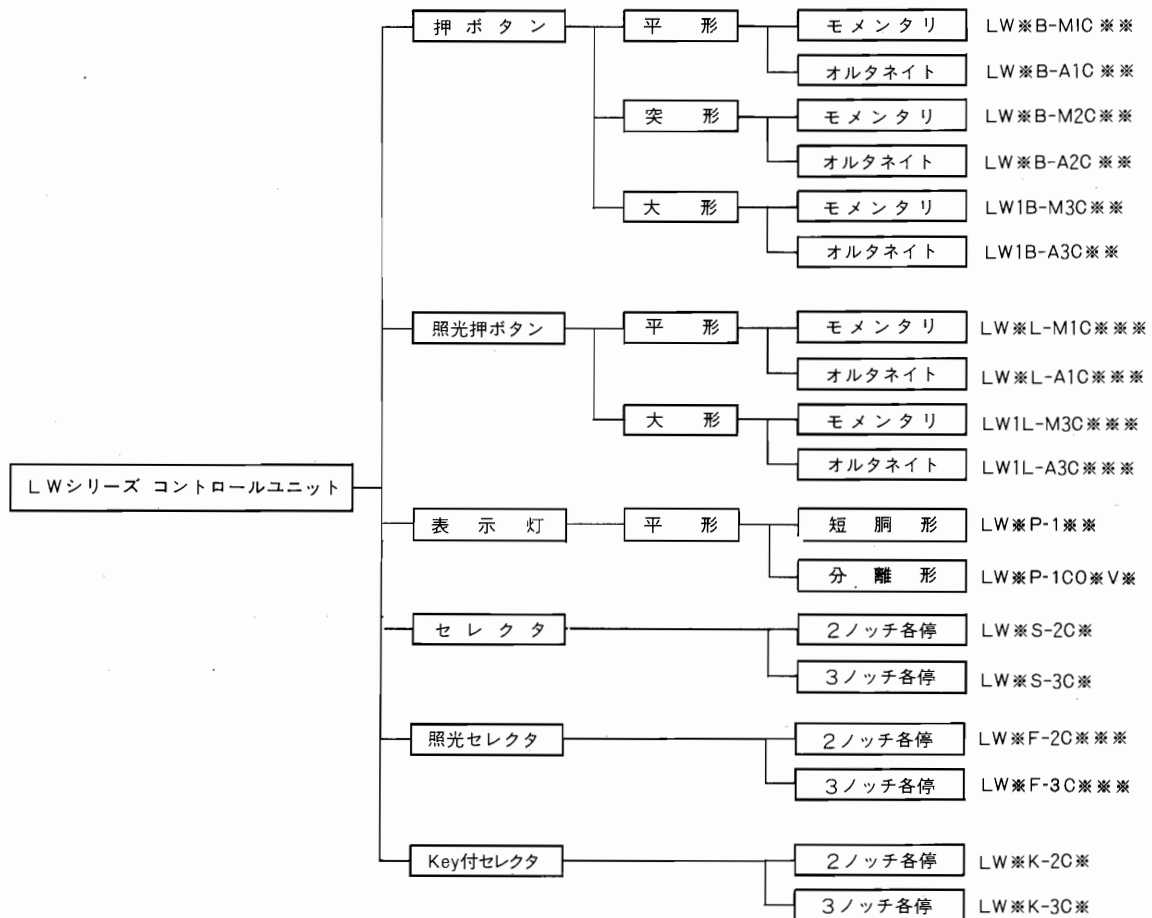 押ボタン 平形 モメンタリ LW※B-M1C※※
オルタネイト LW※B-A1C※※
突形 モメンタリ LW※B-M2C※※
オルタネイト LW※B-A2C※※
大形 モメンタリ LW1B-M3C※※
オルタネイト LW1B-A3C※※
照光押ボタン 平形 モメンタリ LW※L-M1C※※※
オルタネイト LW※L-A1C※※※
大形 モメンタリ LW1L-M3C※※※
オルタネイト LW1L-A3C※※※
LWシリーズ コントロールユニット
表示灯 平形 短胴形 LW※P-1※※
分離形 LW※P-1CO※V※
セレクタ 2ノッチ各停 LW※S-2C※
3ノッチ各停 LW※S-3C※
照光セレクタ 2ノッチ各停 LW※F-2C※※※
3ノッチ各停 LW※F-3C※※※
Key付セレクタ 2ノッチ各停 LW※K-2C※
3ノッチ各停 LW※K-3C※